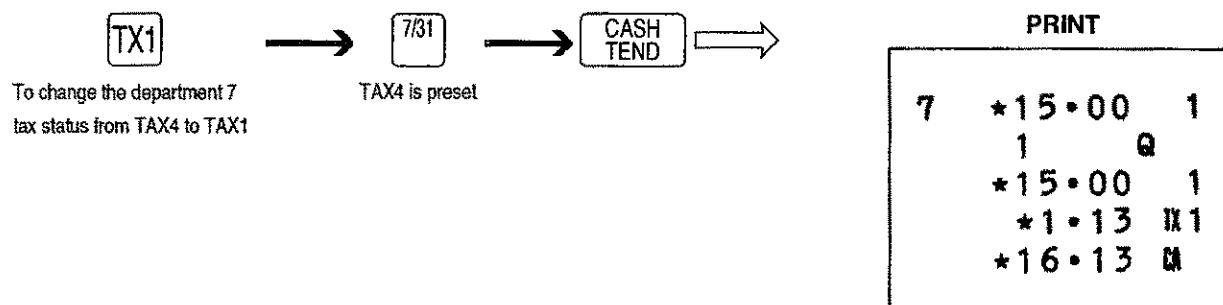 TX1
7/31
CASH
TEND
To change the department 7
tax status from TAX4 to TAX1
TAX4 is preset
PRINT
7 *15•00 1
1 Q
*15•00 1
*1•13 TX1
*16•13 CA